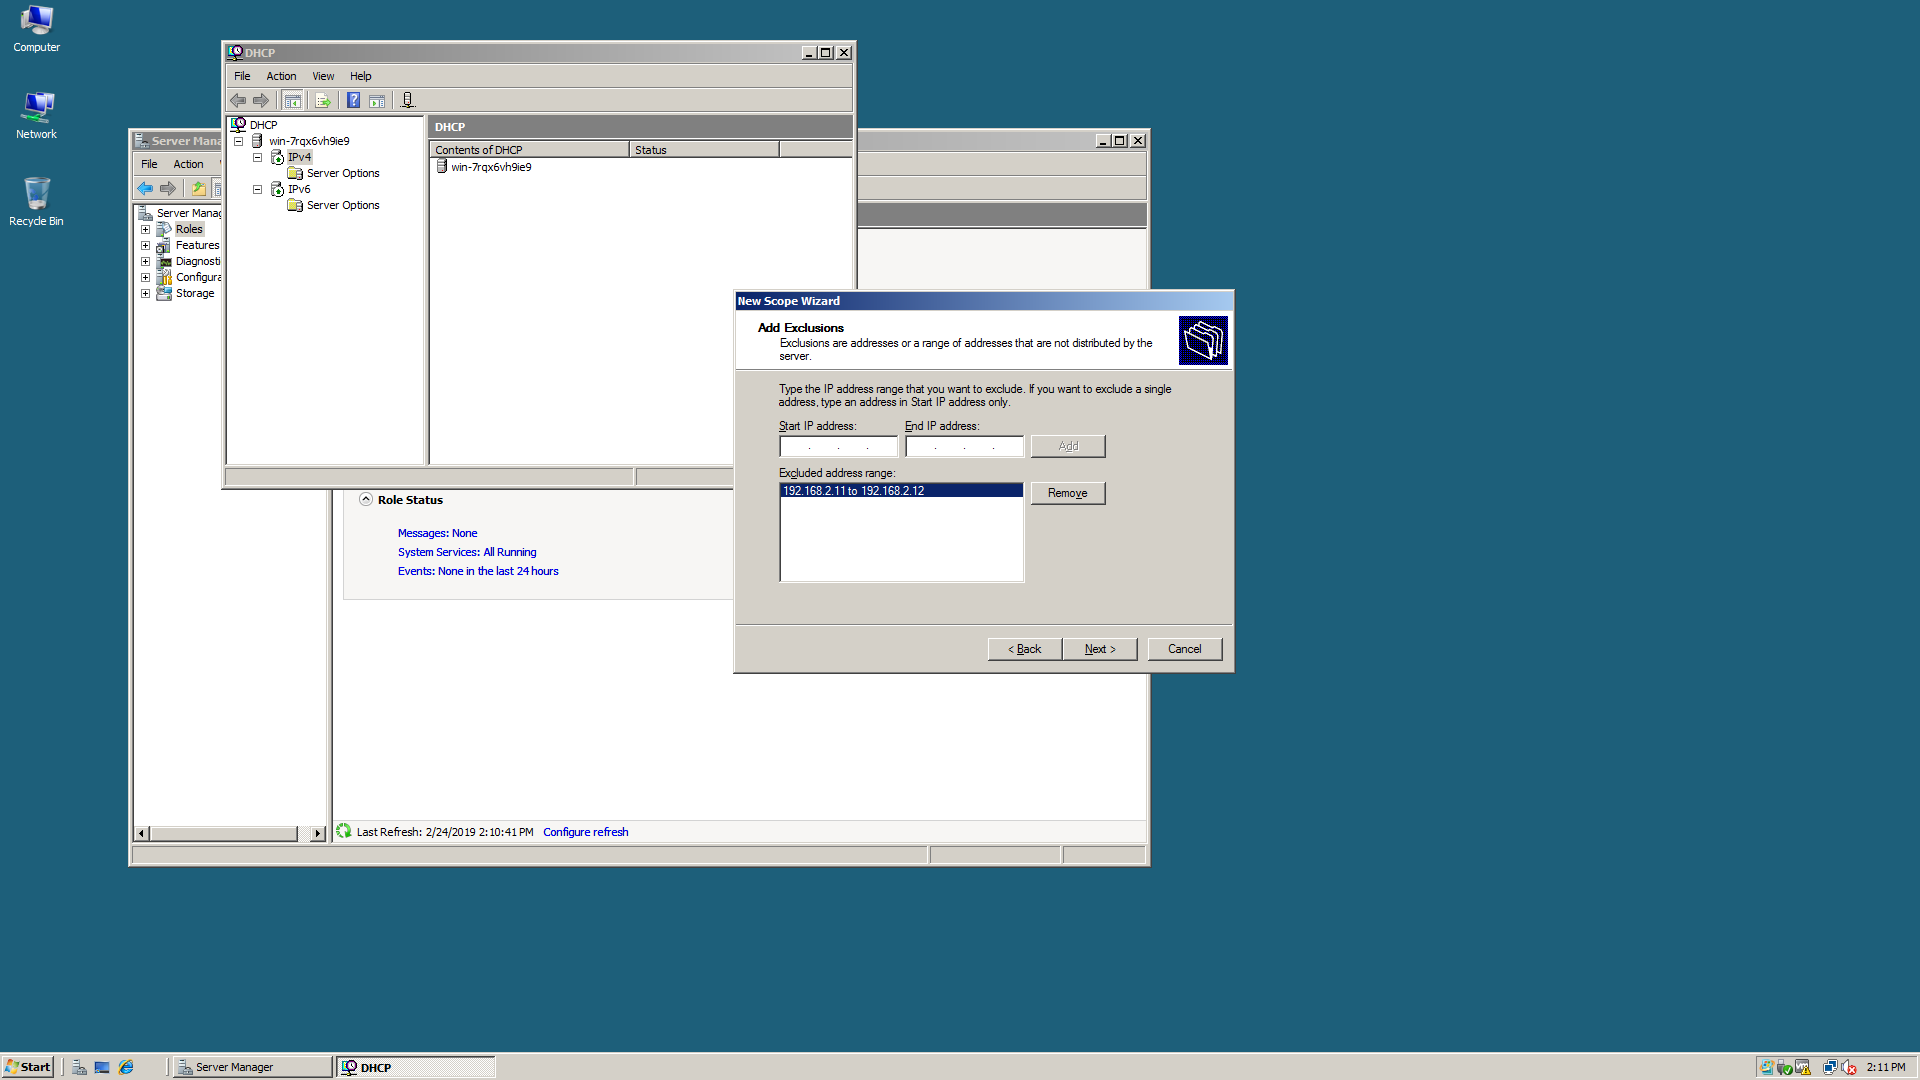 Computer
Network
Recycle Bin
DHCP
File Action View Help
DHCP
win-7rqx6vh9ie9
IPv4
Server Options
IPv6
Server Options
DHCP
Contents of DHCP Status
win-7rqx6vh9ie9
Server Mana
File Action
Server Manag
Roles
Features
Diagnosti
Configura
Storage
New Scope Wizard
Add Exclusions
Exclusions are addresses or a range of addresses that are not distributed by the
server.
Type the IP address range that you want to exclude. If you want to exclude a single
address, type an address in Start IP address only.
Start IP address: End IP address:
Add
Excluded address range:
192.168.2.11 to 192.168.2.12
Remove
< Back Next > Cancel
Role Status
Messages: None
System Services: All Running
Events: None in the last 24 hours
Last Refresh: 2/24/2019 2:10:41 PM Configure refresh
Start Server Manager DHCP 2:11 PM